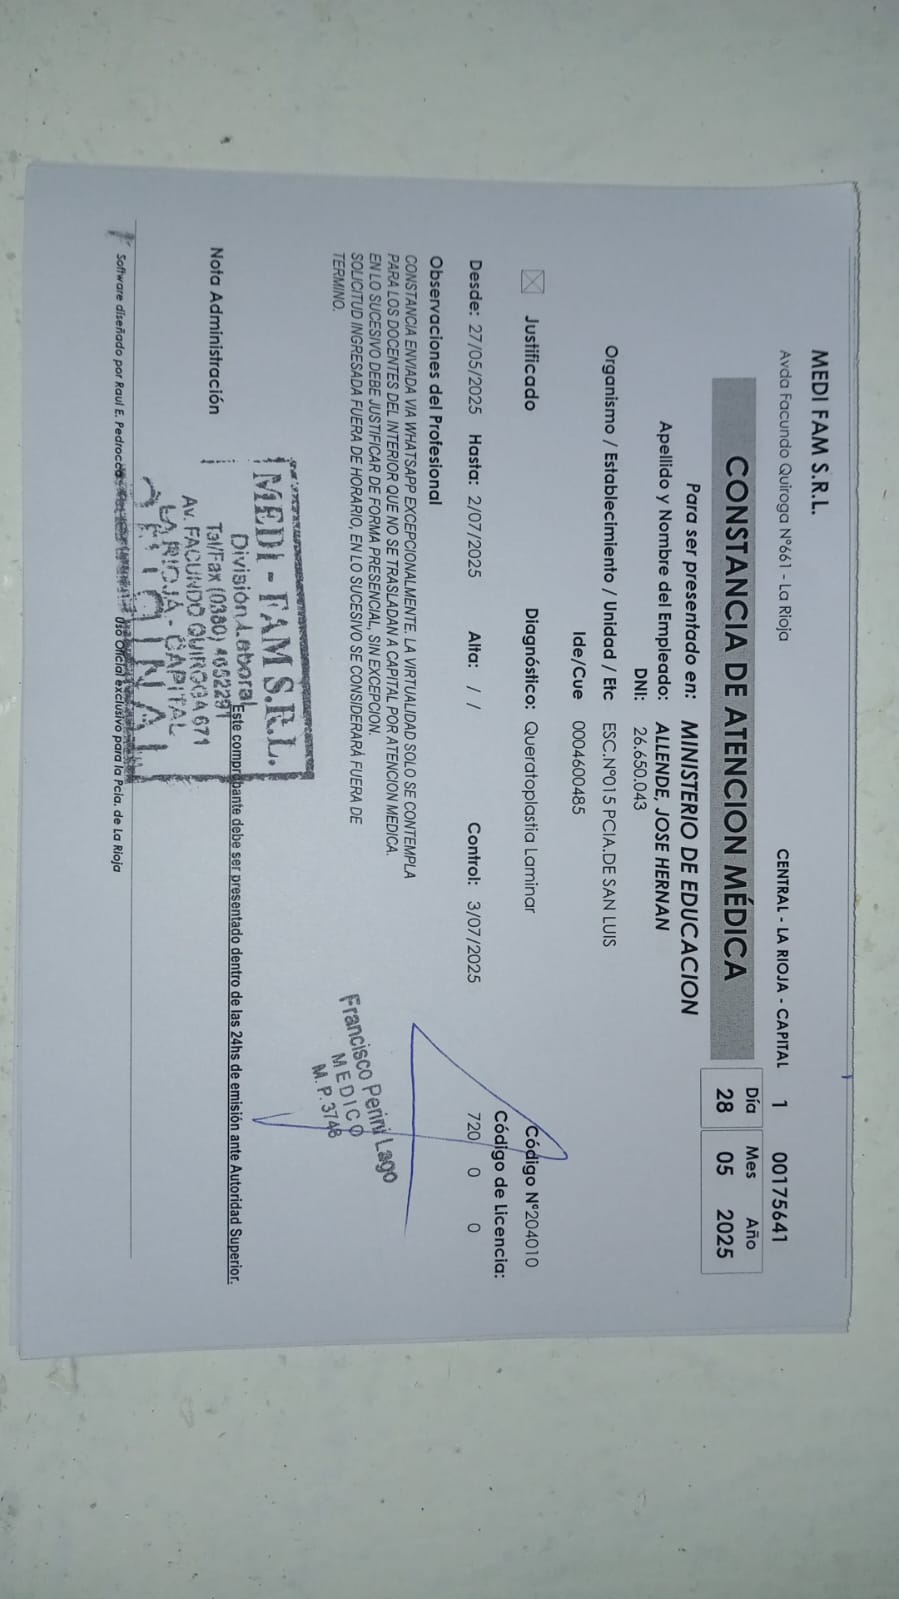 MEDI FAM S.R.L.
Avda Facundo Quiroga Nº661 - La Rioja
CENTRAL - LA RIOJA - CAPITAL 1 00175641
CONSTANCIA DE ATENCION MÉDICA
Día Mes Año
28 05 2025
Para ser presentado en: MINISTERIO DE EDUCACION
Apellido y Nombre del Empleado: ALLENDE, JOSE HERNAN
DNI: 26.650.043
Organismo / Establecimiento / Unidad / Etc ESC.Nº015 PCIA.DE SAN LUIS
Ide/Cue 0004600485
Justificado Diagnóstico: Queratoplastia Laminar Código Nº204010
Código de Licencia:
Desde: 27/05/2025 Hasta: 2/07/2025 Alta: / / Control: 3/07/2025 720 0 0
Observaciones del Profesional
CONSTANCIA ENVIADA VIA WHATSAPP EXCEPCIONALMENTE. LA VIRTUALIDAD SOLO SE CONTEMPLA
PARA LOS DOCENTES DEL INTERIOR QUE NO SE TRASLADAN A CAPITAL POR ATENCION MEDICA.
EN LO SUCESIVO DEBE JUSTIFICAR DE FORMA PRESENCIAL, SIN EXCEPCION.
SOLICITUD INGRESADA FUERA DE HORARIO, EN LO SUCESIVO SE CONSIDERARÁ FUERA DE
TERMINO.
Francisco Perini Lago
MEDICO
M. P. 3748
MEDI - FAM S.R.L.
División Laboral
Tel/Fax (0380) 4662291
Av. FACUNDO QUIROGA 671
LA RIOJA - CAPITAL
ORIGINAL
Nota Administración
Este comprobante debe ser presentado dentro de las 24hs de emisión ante Autoridad Superior.
Software diseñado por Raul E. Pedroc Uso Oficial exclusivo para la Pcia. de La Rioja